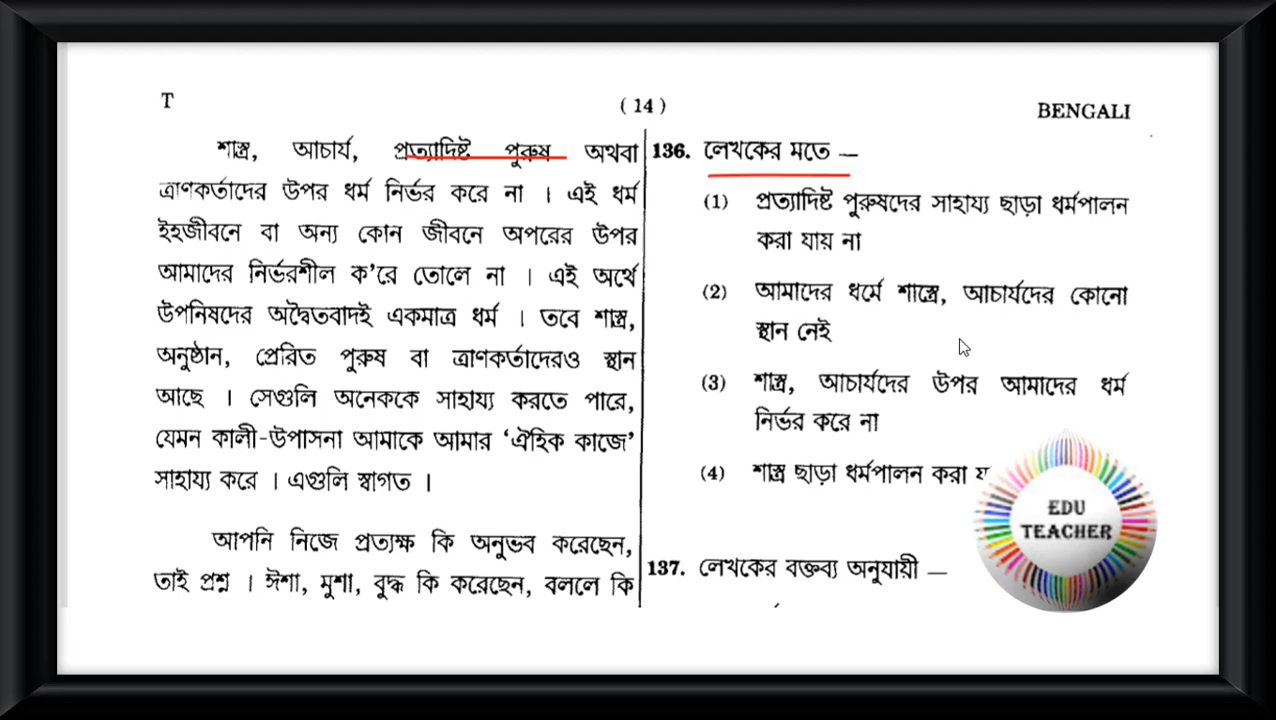 T
( 14 )
BENGALI
শাস্ত্র, আচার্য, প্রত্যাদিষ্ট পুরুষ অথবা
ত্রাণকর্তাদের উপর ধর্ম নির্ভর করে না । এই ধর্ম
ইহজীবনে বা অন্য কোন জীবনে অপরের উপর
আমাদের নির্ভরশীল ক'রে তোলে না । এই অর্থে
উপনিষদের অদ্বৈতবাদই একমাত্র ধর্ম । তবে শাস্ত্র,
অনুষ্ঠান, প্রেরিত পুরুষ বা ত্রাণকর্তাদেরও স্থান
আছে । সেগুলি অনেককে সাহায্য করতে পারে,
যেমন কালী-উপাসনা আমাকে আমার 'ঐহিক কাজে'
সাহায্য করে । এগুলি স্বাগত ।
আপনি নিজে প্রত্যক্ষ কি অনুভব করেছেন,
তাই প্রশ্ন । ঈশা, মুশা, বুদ্ধ কি করেছেন, বললে কি
136. লেখকের মতে –
(1) প্রত্যাদিষ্ট পুরুষদের সাহায্য ছাড়া ধর্মপালন
করা যায় না
(2) আমাদের ধর্মে শাস্ত্রে, আচার্যদের কোনো
স্থান নেই
(3) শাস্ত্র, আচার্যদের উপর আমাদের ধর্ম
নির্ভর করে না
(4) শাস্ত্র ছাড়া ধর্মপালন করা
137. লেখকের বক্তব্য অনুযায়ী –
EDU
TEACHER